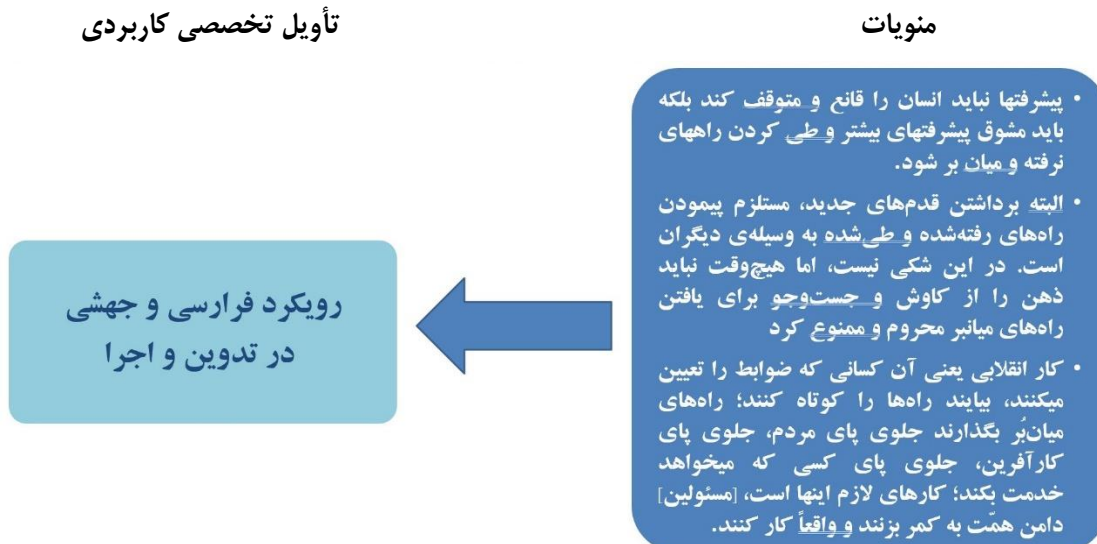 منویات
تأویل تخصصی کاربردی
• پیشرفتها نباید انسان را قانع و متوقف کند بلکه
باید مشوق پیشرفتهای بیشتر و طی کردن راههای
نرفته و میان بر شود.
• البته برداشتن قدم‌های جدید، مستلزم پیمودن
راه‌های رفته‌شده و طی‌شده به وسیله‌ی دیگران
است. در این شکی نیست، اما هیچ‌وقت نباید
ذهن را از کاوش و جست‌وجو برای یافتن
راه‌های میانبر محروم و ممنوع کرد
• کار انقلابی یعنی آن کسانی که ضوابط را تعیین
میکنند، بیایند راه‌ها را کوتاه کنند؛ راه‌های
میان‌بُر بگذارند جلوی پای مردم، جلوی پای
کارآفرین، جلوی پای کسی که میخواهد
خدمت بکند؛ کارهای لازم اینها است، [مسئولین]
دامن همّت به کمر بزنند و واقعاً کار کنند.
رویکرد فرارسی و جهشی
در تدوین و اجرا